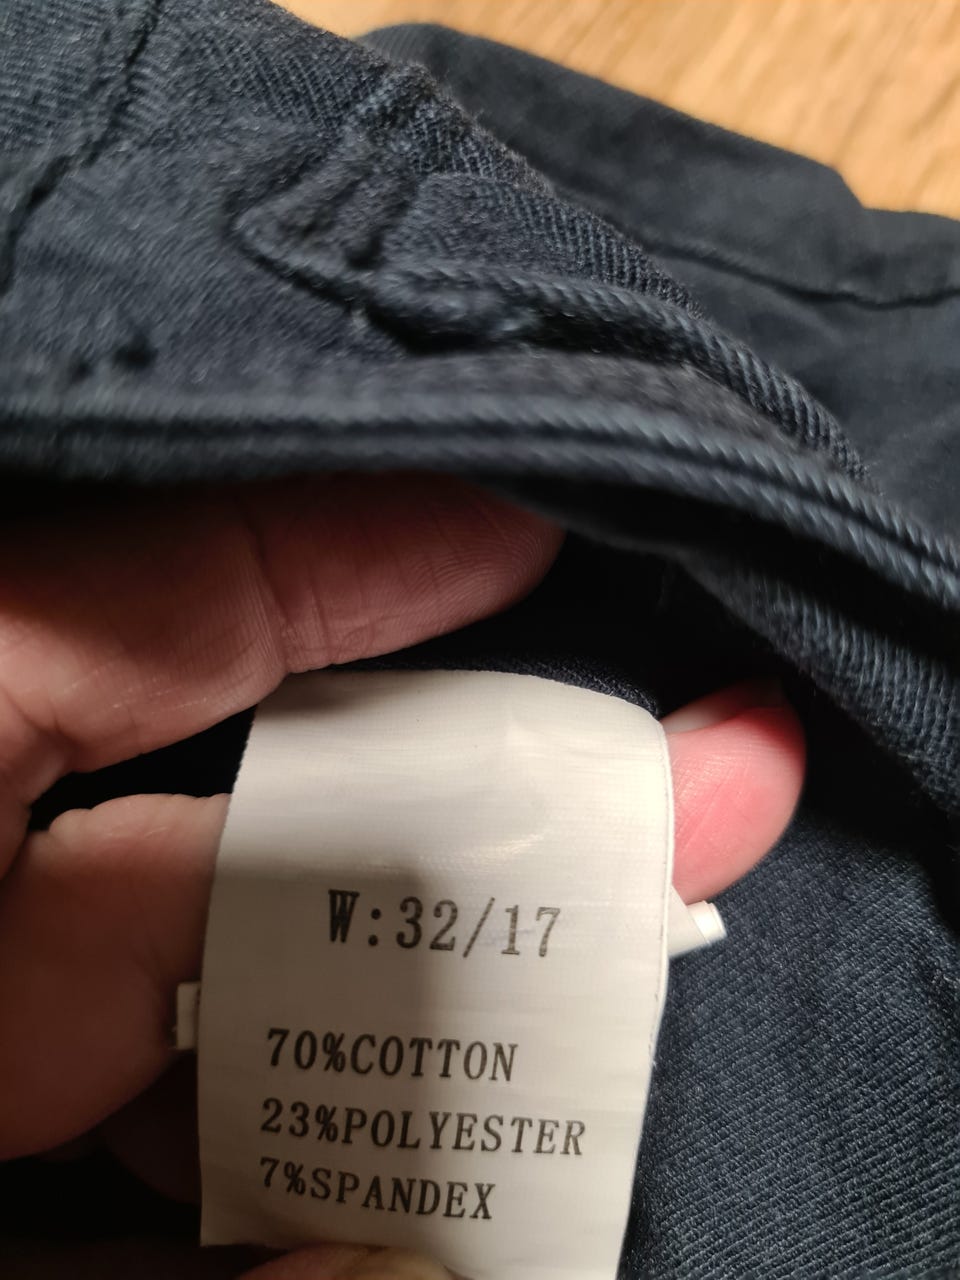 W:32/17
70%COTTON
23%POLYESTER
7%SPANDEX